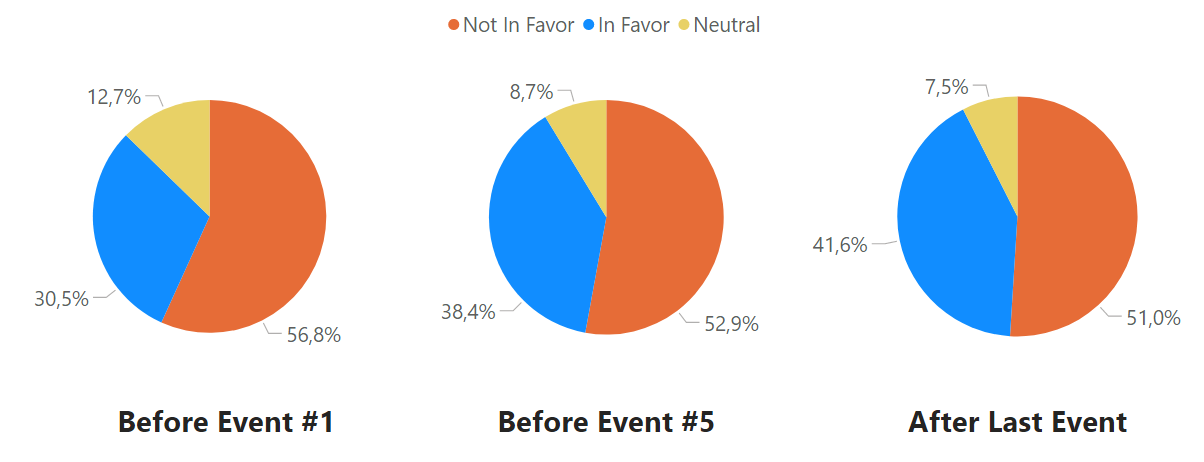 Not In Favor In Favor Neutral
12,7%
30,5%
56,8%
8,7%
38,4%
52,9%
7,5%
41,6%
51,0%
Before Event #1
Before Event #5
After Last Event